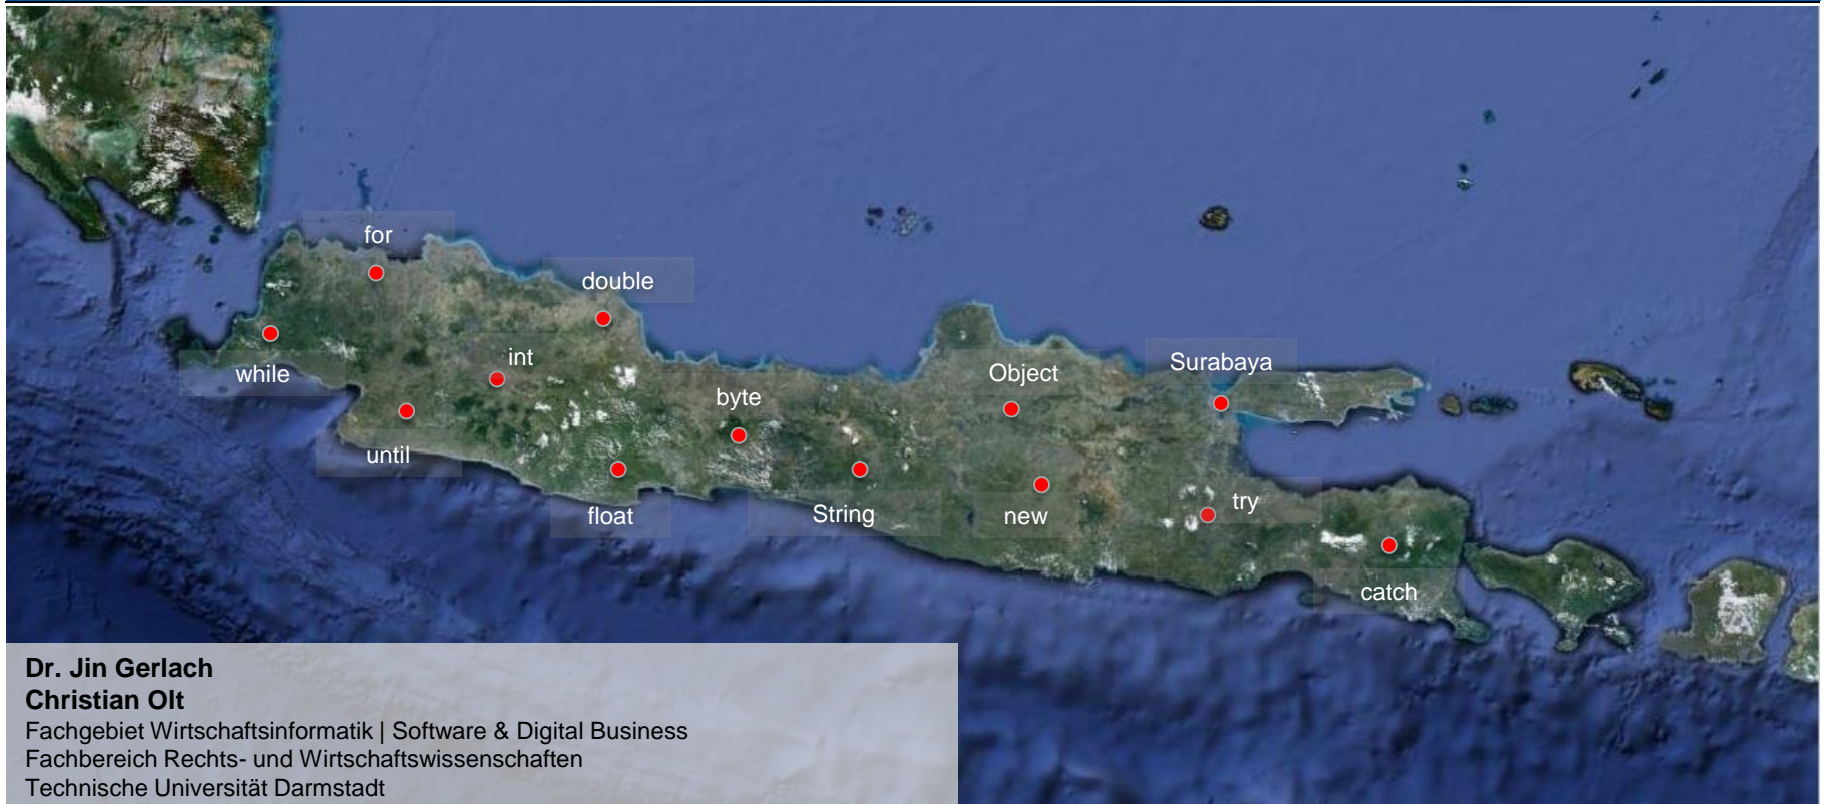 for
double
while
int
Object
Surabaya
byte
until
float
String
new
try
catch
Dr. Jin Gerlach
Christian Olt
Fachgebiet Wirtschaftsinformatik | Software & Digital Business
Fachbereich Rechts- und Wirtschaftswissenschaften
Technische Universität Darmstadt